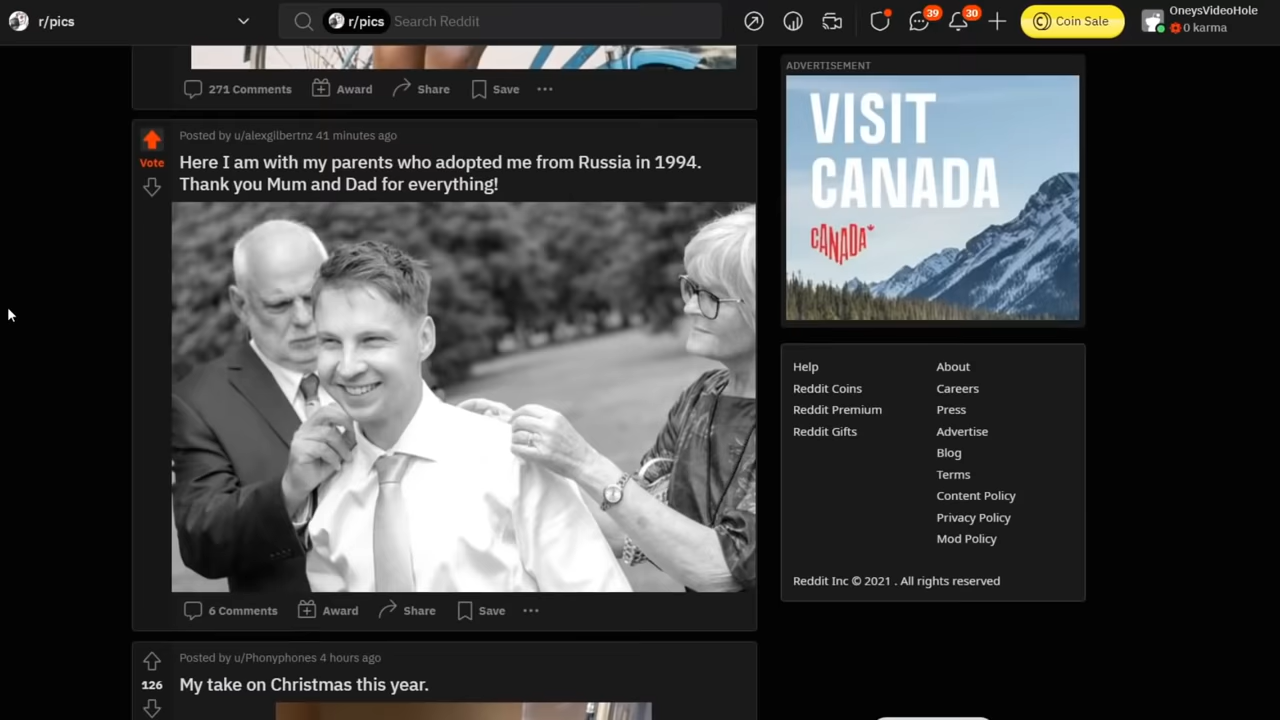 r/pics
r/pics Search Reddit
39
30
Coin Sale
OneysVideoHole
0 karma
271 Comments Award Share Save
Posted by u/alexgilbertnz 41 minutes ago
Vote
Here I am with my parents who adopted me from Russia in 1994.
Thank you Mum and Dad for everything!
6 Comments Award Share Save
Posted by u/Phonyphones 4 hours ago
126
My take on Christmas this year.
ADVERTISEMENT
VISIT
CANADA
CANADA
Help
Reddit Coins
Reddit Premium
Reddit Gifts
About
Careers
Press
Advertise
Blog
Terms
Content Policy
Privacy Policy
Mod Policy
Reddit Inc © 2021 . All rights reserved